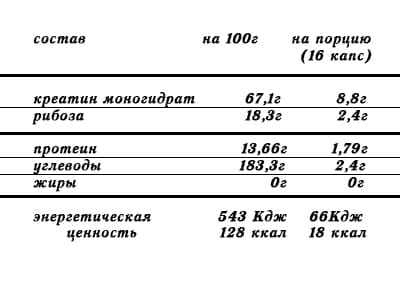 состав на 100г на порцию
(16 капс)
креатин моногидрат 67,1г 8,8г
рибоза 18,3г 2,4г
протеин 13,66г 1,79г
углеводы 183,3г 2,4г
жиры 0г 0г
энергетическая 543 Кдж 66Кдж
ценность 128 ккал 18 ккал